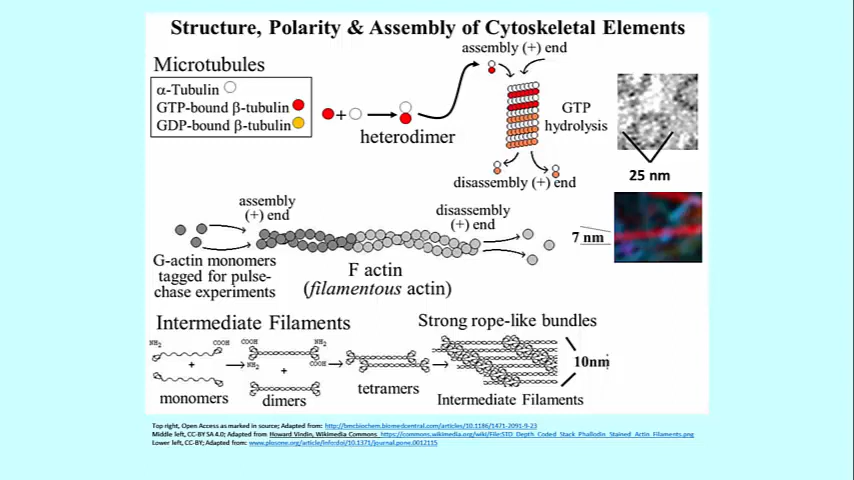 Structure, Polarity & Assembly of Cytoskeletal Elements
Microtubules
α-Tubulin
GTP-bound β-tubulin
GDP-bound β-tubulin
+
heterodimer
assembly (+) end
GTP
hydrolysis
disassembly (+) end
25 nm
assembly
(+) end
disassembly
(+) end
7 nm
G-actin monomers
tagged for pulse-
chase experiments
F actin
(filamentous actin)
Intermediate Filaments
Strong rope-like bundles
NH2 COOH COOH NH2
NH2 COOH
+
+
10nm
monomers
dimers
tetramers
Intermediate Filaments
Top right, Open Access as marked in source; Adapted from: http://bmcbiochem.biomedcentral.com/articles/10.1186/1471-2091-9-23
Middle left, CC-BY SA 4.0; Adapted from Howard Vindin, Wikimedia Commons, https://commons.wikimedia.org/wiki/File:STD_Depth_Coded_Stack_Phallodin_Stained_Actin_Filaments.png
Lower left, CC-BY; Adapted from: www.plosone.org/article/info:doi/10.1371/journal.pone.0012115